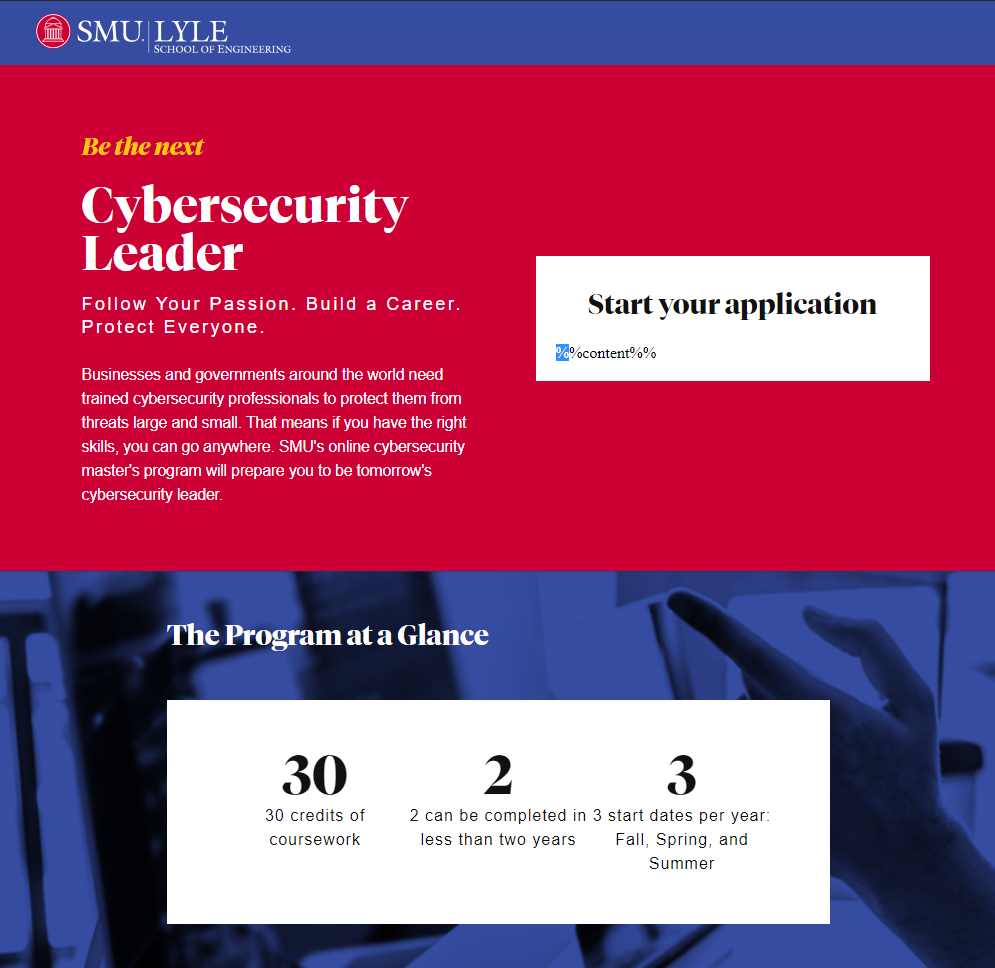 SMU. LYLE
SCHOOL OF ENGINEERING
Be the next
Cybersecurity
Leader
Follow Your Passion. Build a Career.
Protect Everyone.
Businesses and governments around the world need
trained cybersecurity professionals to protect them from
threats large and small. That means if you have the right
skills, you can go anywhere. SMU's online cybersecurity
master's program will prepare you to be tomorrow's
cybersecurity leader.
Start your application
%%content%%
The Program at a Glance
30
30 credits of
coursework
2
2 can be completed in
less than two years
3
3 start dates per year:
Fall, Spring, and
Summer